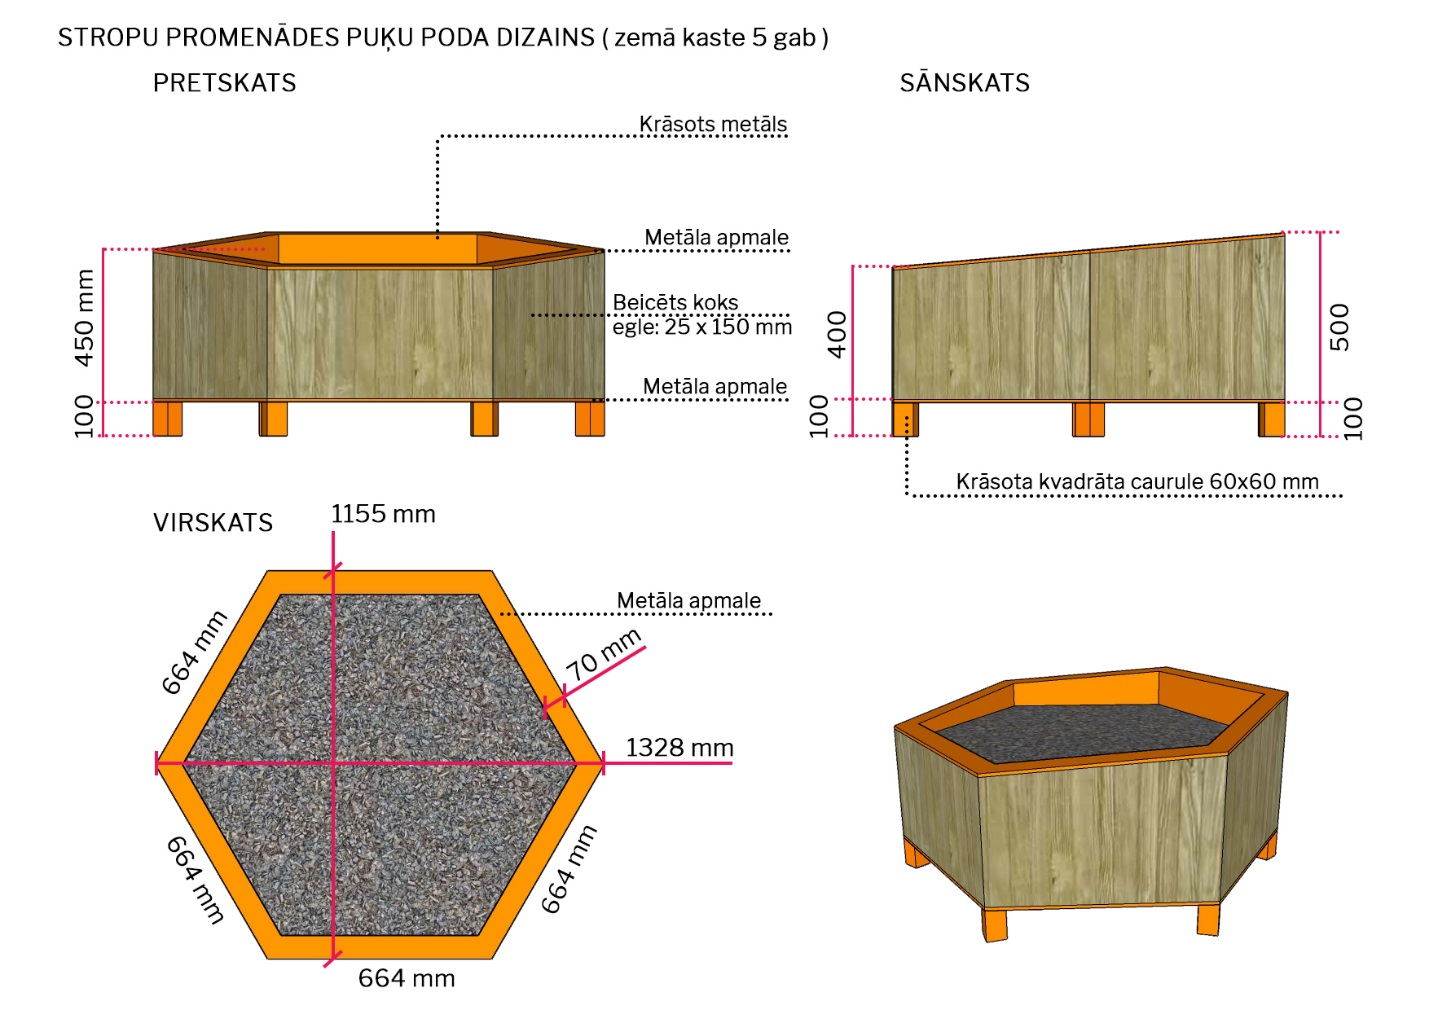 STROPU PROMENĀDES PUĶU PODA DIZAINS ( zemā kaste 5 gab )
PRETSKATS
SĀNSKATS
Krāsots metāls
Metāla apmale
Beicēts koks
egle: 25 x 150 mm
Metāla apmale
450 mm
100
400
100
500
100
Krāsota kvadrāta caurule 60x60 mm
VIRSKATS
1155 mm
Metāla apmale
664 mm
70 mm
1328 mm
664 mm
664 mm
664 mm